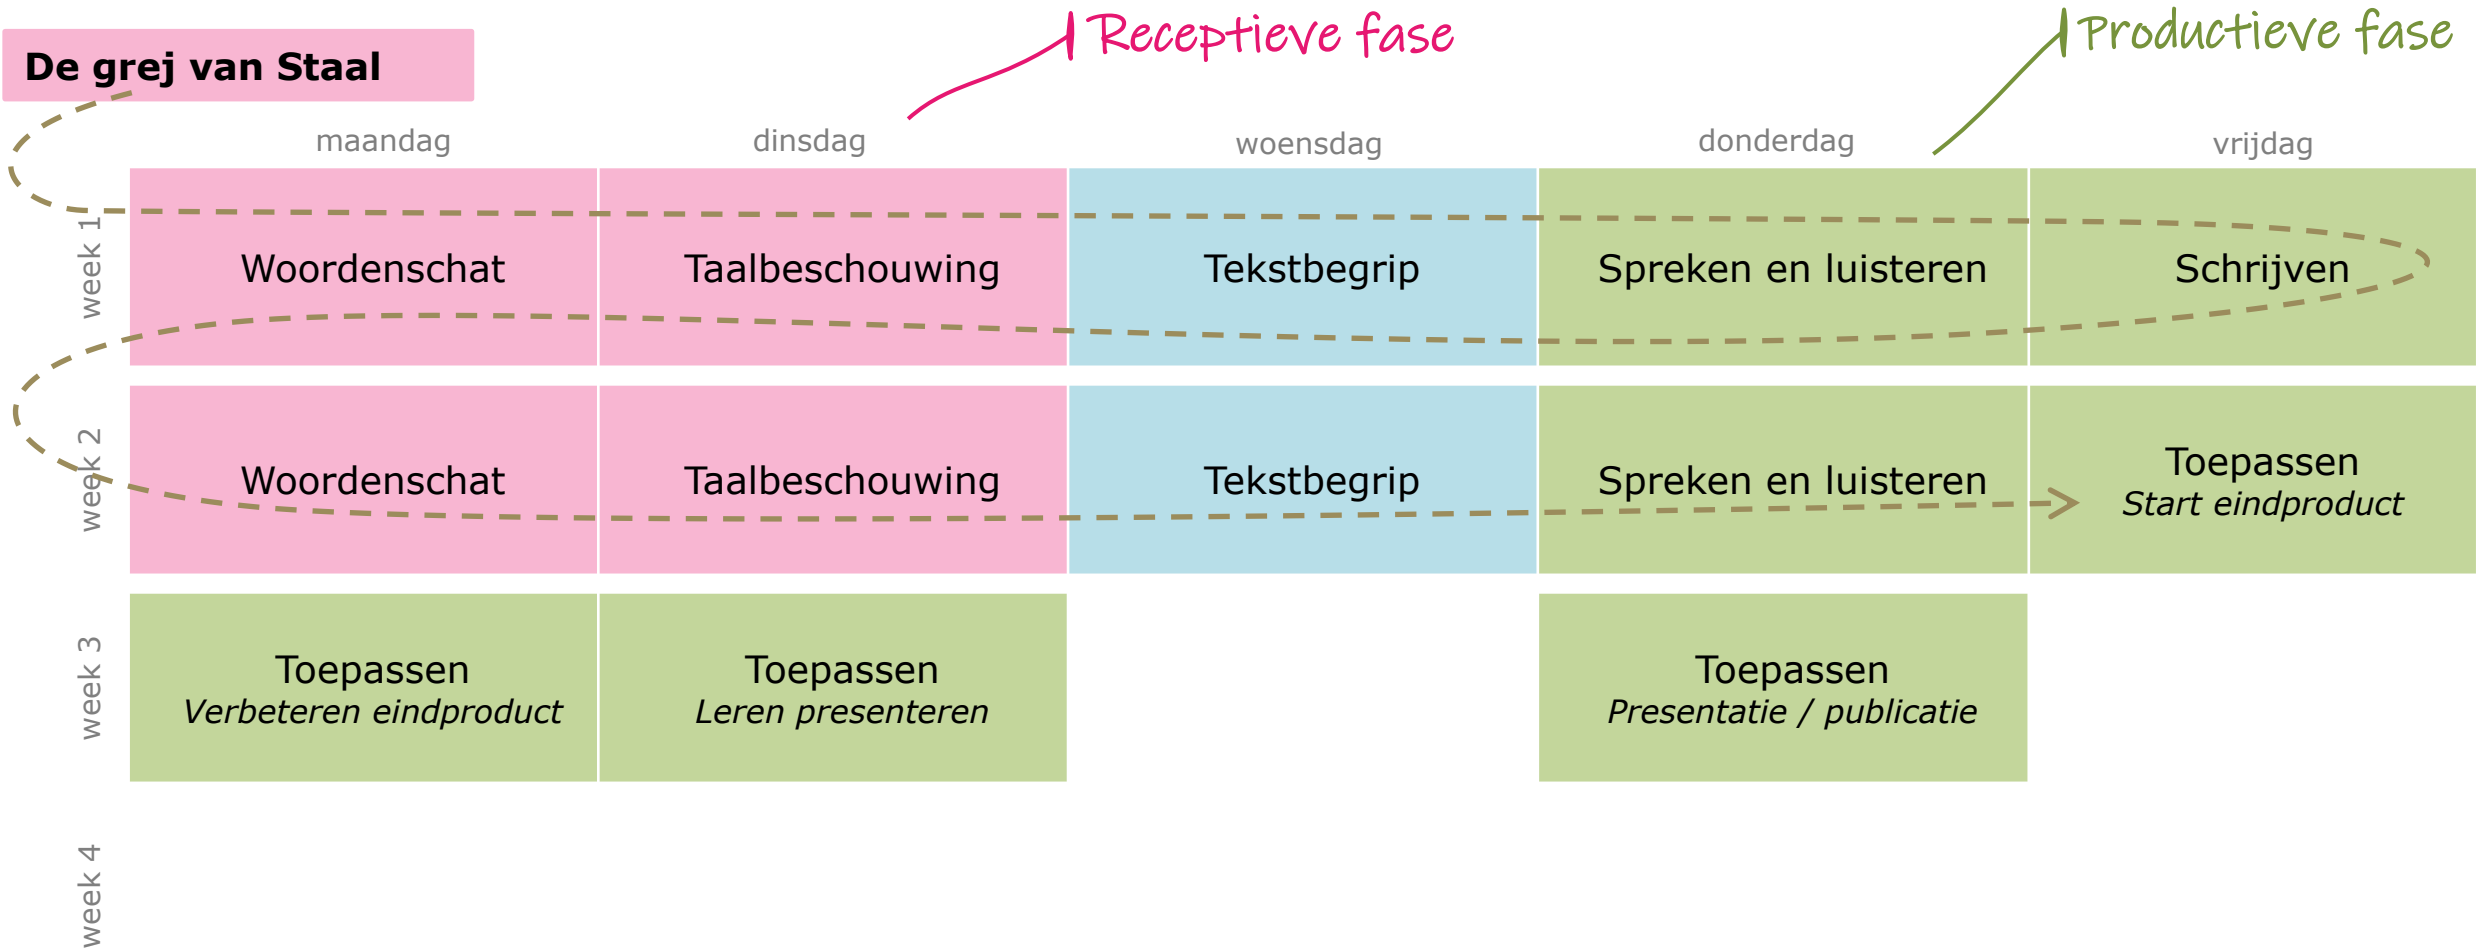 Receptieve fase
Productieve fase
De grej van Staal
maandag
dinsdag
woensdag
donderdag
vrijdag
week 1
Woordenschat
Taalbeschouwing
Tekstbegrip
Spreken en luisteren
Schrijven
week 2
Woordenschat
Taalbeschouwing
Tekstbegrip
Spreken en luisteren
Toepassen
Start eindproduct
week 3
Toepassen
Verbeteren eindproduct
Toepassen
Leren presenteren
Toepassen
Presentatie / publicatie
week 4